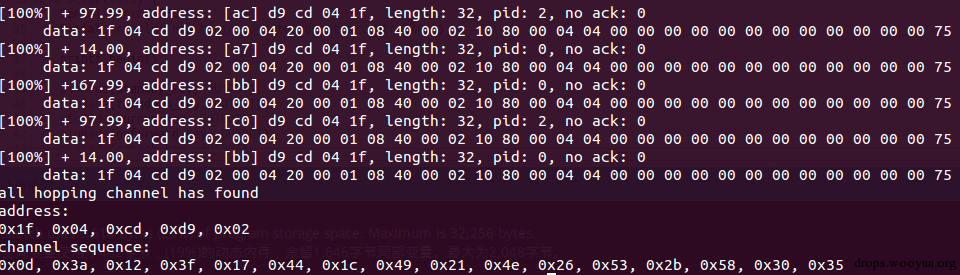 [100%] + 97.99, address: [ac] d9 cd 04 1f, length: 32, pid: 2, no ack: 0
data: 1f 04 cd d9 02 00 04 20 00 01 08 40 00 02 10 80 00 04 04 00 00 00 00 00 00 00 00 00 00 00 00 75
[100%] + 14.00, address: [a7] d9 cd 04 1f, length: 32, pid: 0, no ack: 0
data: 1f 04 cd d9 02 00 04 20 00 01 08 40 00 02 10 80 00 04 04 00 00 00 00 00 00 00 00 00 00 00 00 75
[100%] +167.99, address: [bb] d9 cd 04 1f, length: 32, pid: 0, no ack: 0
data: 1f 04 cd d9 02 00 04 20 00 01 08 40 00 02 10 80 00 04 04 00 00 00 00 00 00 00 00 00 00 00 00 75
[100%] + 97.99, address: [c0] d9 cd 04 1f, length: 32, pid: 2, no ack: 0
data: 1f 04 cd d9 02 00 04 20 00 01 08 40 00 02 10 80 00 04 04 00 00 00 00 00 00 00 00 00 00 00 00 75
[100%] + 14.00, address: [bb] d9 cd 04 1f, length: 32, pid: 0, no ack: 0
data: 1f 04 cd d9 02 00 04 20 00 01 08 40 00 02 10 80 00 04 04 00 00 00 00 00 00 00 00 00 00 00 00 75
all hopping channel has found
address:
0x1f, 0x04, 0xcd, 0xd9, 0x02
program storage space. Maximum is 32,256 bytes.
channel sequence:
0x0d, 0x3a, 0x12, 0x3f, 0x17, 0x44, 0x1c, 0x49, 0x21, 0x4e, 0x26, 0x53, 0x2b, 0x58, 0x30, 0x35
drops.wooyun.org